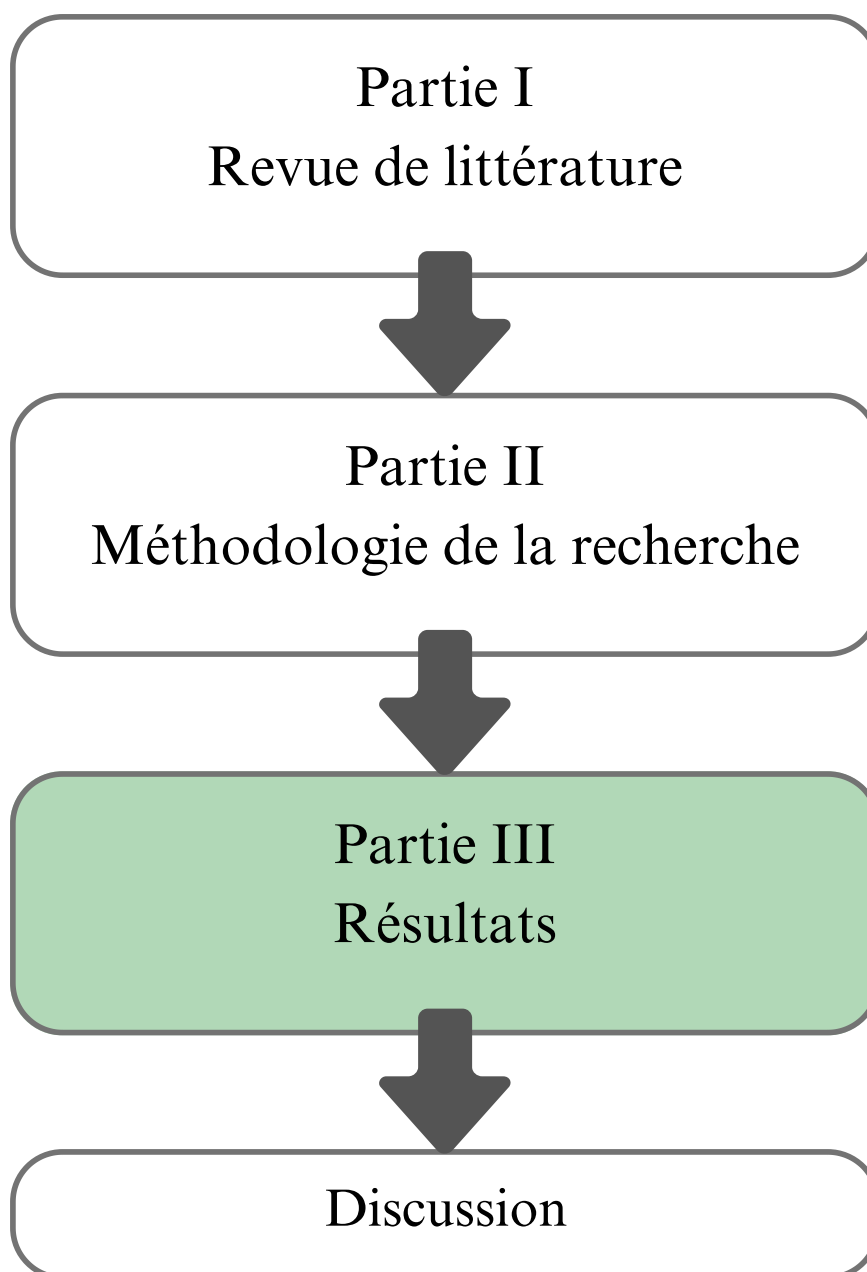 Partie I
Revue de littérature
Partie II
Méthodologie de la recherche
Partie III
Résultats
Discussion